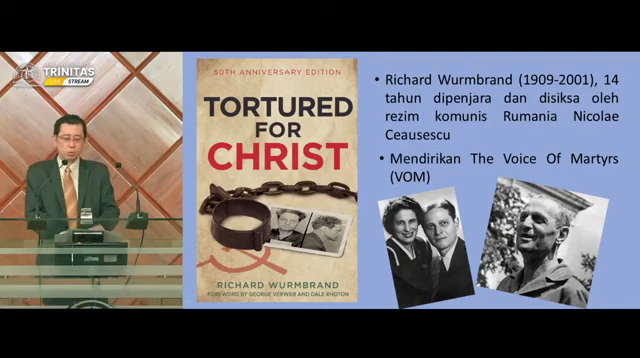 TRINITAS
LIVE STREAM
50TH ANNIVERSARY EDITION
TORTURED
FOR
CHRIST
RICHARD WURMBRAND
FOREWORD BY GEORGE VERWER AND DALE RHOTON
• Richard Wurmbrand (1909-2001), 14
tahun dipenjara dan disiksa oleh
rezim komunis Rumania Nicolae
Ceausescu
• Mendirikan The Voice Of Martyrs
(VOM)